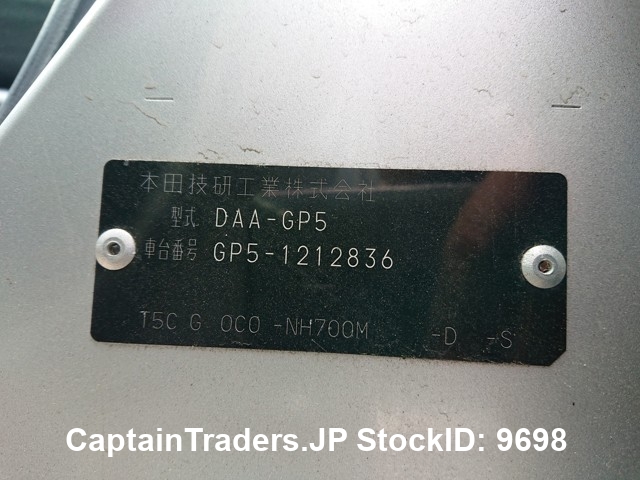 本田技研工業株式会社
型式 DAA-GP5
車台番号 GP5-1212836
T5C G 0C0 -NH700M -D -S
CaptainTraders.JP StockID: 9698